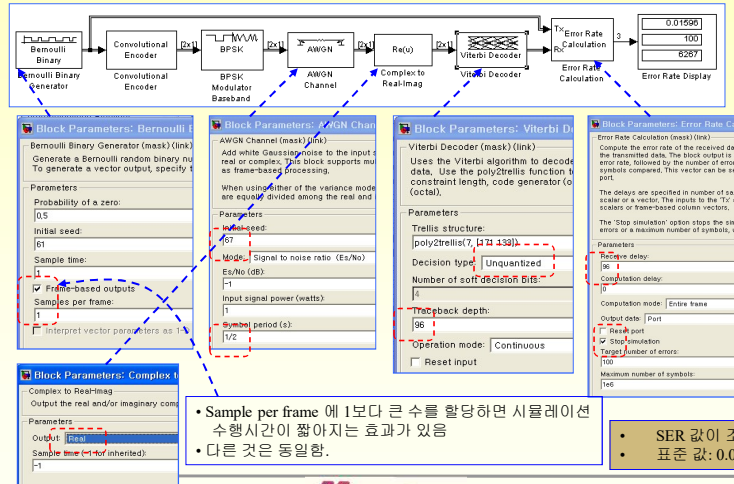 0.01596
100
6267
Bernoulli
Binary
Bernoulli Binary
Generator
Convolutional
Encoder
Convolutional
Encoder
[2x1]
BPSK
BPSK
Modulator
Baseband
[2x1]
AWGN
AWGN
Channel
[2x1]
Re(u)
Complex to
Real-Imag
[2x1]
Viterbi Decoder
Viterbi Decoder
Tx
Rx
Error Rate
Calculation
Error Rate
Calculation
3
Error Rate Display
Block Parameters: Bernoulli B
Bernoulli Binary Generator (mask) (link)
Generate a Bernoulli random binary nu
To generate a vector output, specify t
Parameters
Probability of a zero:
0,5
Initial seed:
61
Sample time:
1
Frame-based outputs
Samples per frame:
1
Interpret vector parameters as 1-D
Block Parameters: AWGN Chan
AWGN Channel (mask) (link)
Add white Gaussian noise to the input s
real or complex, This block supports mul
as frame-based processing,
When using either of the variance mode
are equally divided among the real and
Parameters
Initial seed:
67
Mode: Signal to noise ratio (Es/No)
Es/No (dB):
-1
Input signal power (watts):
1
Symbol period (s):
1/2
Block Parameters: Viterbi D
Viterbi Decoder (mask) (link)
Uses the Viterbi algorithm to decode
data, Use the poly2trellis function t
constraint length, code generator (o
(octal),
Parameters
Trellis structure:
poly2trellis(7, [171 133])
Decision type: Unquantized
Number of soft decision bits:
4
Traceback depth:
96
Operation mode: Continuous
Reset input
Block Parameters: Error Rate Ca
Error Rate Calculation (mask) (link)
Compute the error rate of the received da
the transmitted data, The block output is
error rate, followed by the number of error
symbols compared, This vector can be se
port,
The delays are specified in number of sa
scalar or a vector, The inputs to the 'Tx'
scalars or frame-based column vectors,
The 'Stop simulation' option stops the sim
errors or a maximum number of symbols, w
Parameters
Receive delay:
96
Computation delay:
0
Computation mode: Entire frame
Output data: Port
Reset port
Stop simulation
Target number of errors:
100
Maximum number of symbols:
1e6
Block Parameters: Complex t
Complex to Real-Imag
Output the real and/or imaginary comp
Parameters
Output: Real
Sample time (-1 for inherited):
-1
• Sample per frame 에 1보다 큰 수를 할당하면 시뮬레이션
수행시간이 짧아지는 효과가 있음
• 다른 것은 동일함.
• SER 값이 조
• 표준 값: 0.0